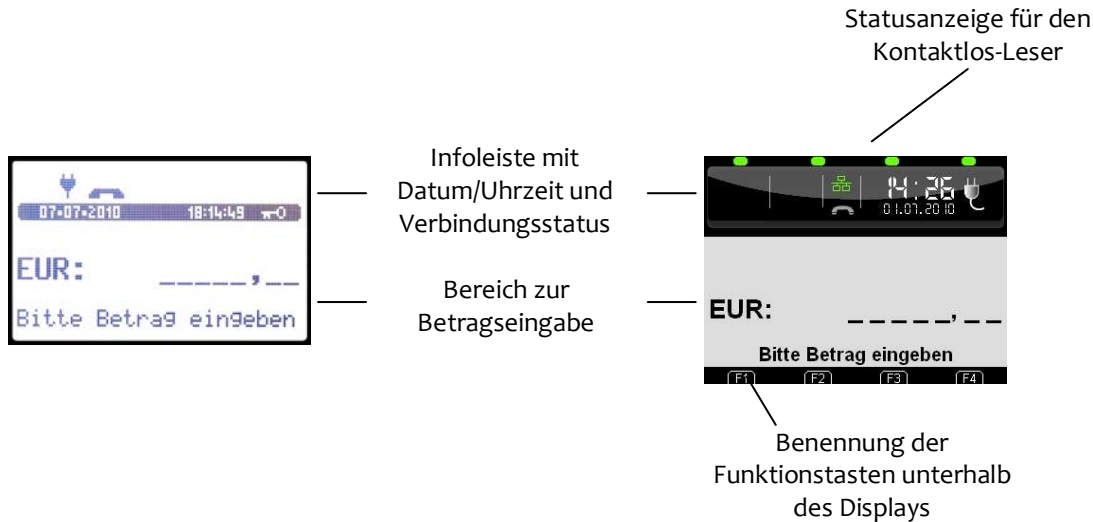 Statusanzeige für den
Kontaktlos-Leser
Infoleiste mit
Datum/Uhrzeit und
Verbindungsstatus
07-07-2010 18:14:49
14:26
01.07.2010
EUR: _____,__
Bitte Betrag eingeben
Bereich zur
Betragseingabe
EUR: _____,__
Bitte Betrag eingeben
F1 F2 F3 F4
Benennung der
Funktionstasten unterhalb
des Displays